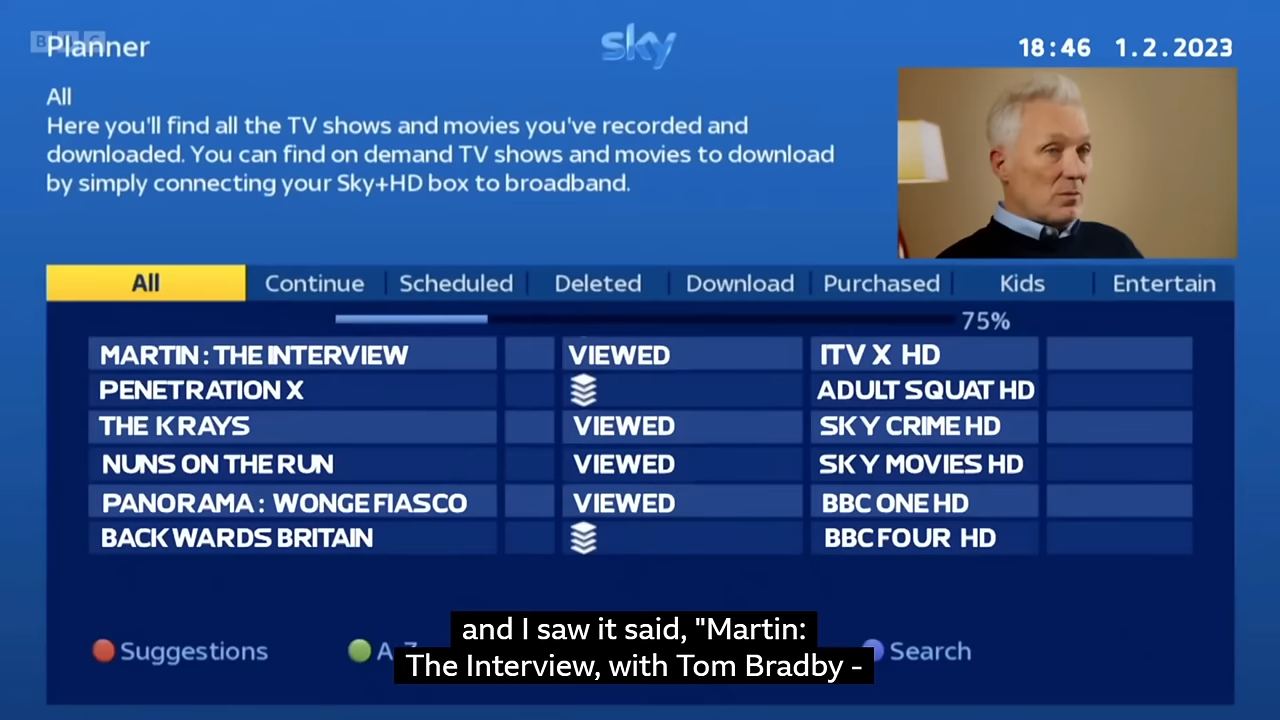 BBC
Planner
sky
18:46 1.2.2023
All
Here you'll find all the TV shows and movies you've recorded and
downloaded. You can find on demand TV shows and movies to download
by simply connecting your Sky+HD box to broadband.
All Continue Scheduled Deleted Download Purchased Kids Entertain
75%
MARTIN: THE INTERVIEW VIEWED ITV X HD
PENETRATION X ADULT SQUAT HD
THE KRAYS VIEWED SKY CRIME HD
NUNS ON THE RUN VIEWED SKY MOVIES HD
PANORAMA: WONGE FIASCO VIEWED BBC ONE HD
BACKWARDS BRITAIN BBC FOUR HD
Suggestions A-Z Search
and I saw it said, "Martin:
The Interview, with Tom Bradby -